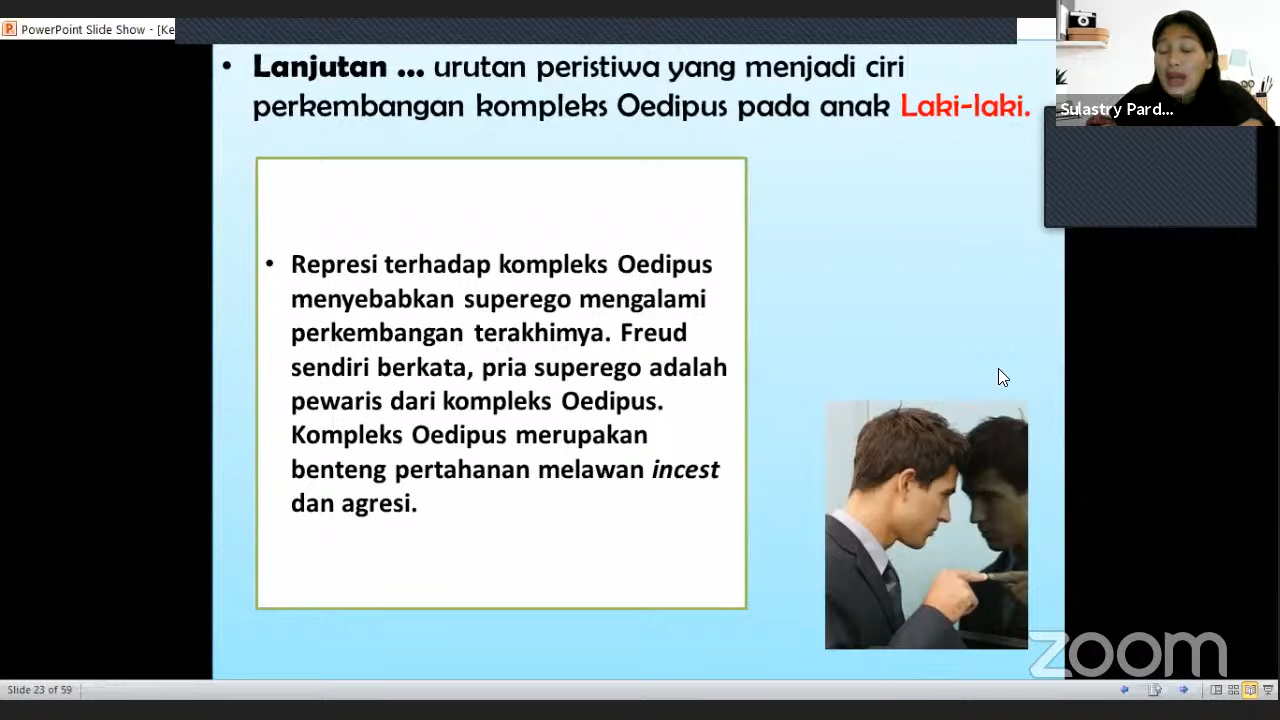 PowerPoint Slide Show - [Ke
• Lanjutan ... urutan peristiwa yang menjadi ciri
perkembangan kompleks Oedipus pada anak Laki-laki.
Sulastry Pard...
• Represi terhadap kompleks Oedipus
menyebabkan superego mengalami
perkembangan terakhimya. Freud
sendiri berkata, pria superego adalah
pewaris dari kompleks Oedipus.
Kompleks Oedipus merupakan
benteng pertahanan melawan incest
dan agresi.
zoom
Slide 23 of 59